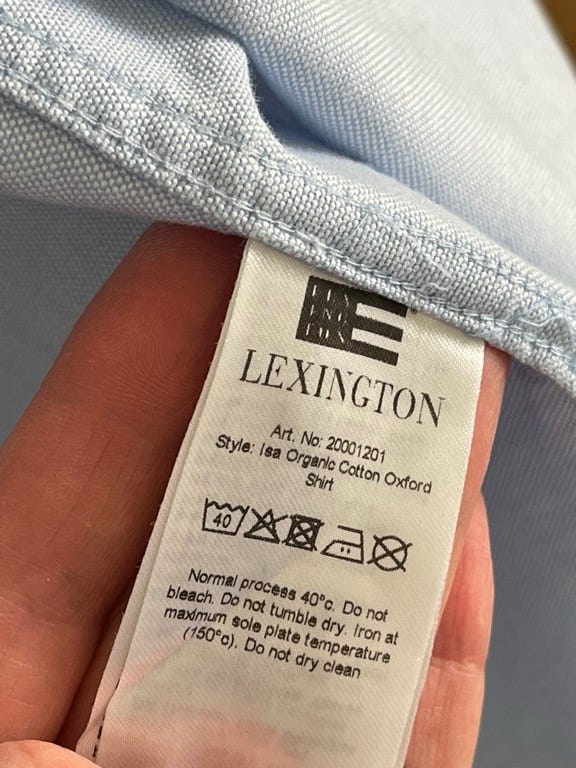 LEXINGTON
Art. No: 20001201
Style: Isa Organic Cotton Oxford
Shirt
40
Normal process 40°c. Do not
bleach. Do not tumble dry. Iron at
maximum sole plate temperature
(150°c). Do not dry clean